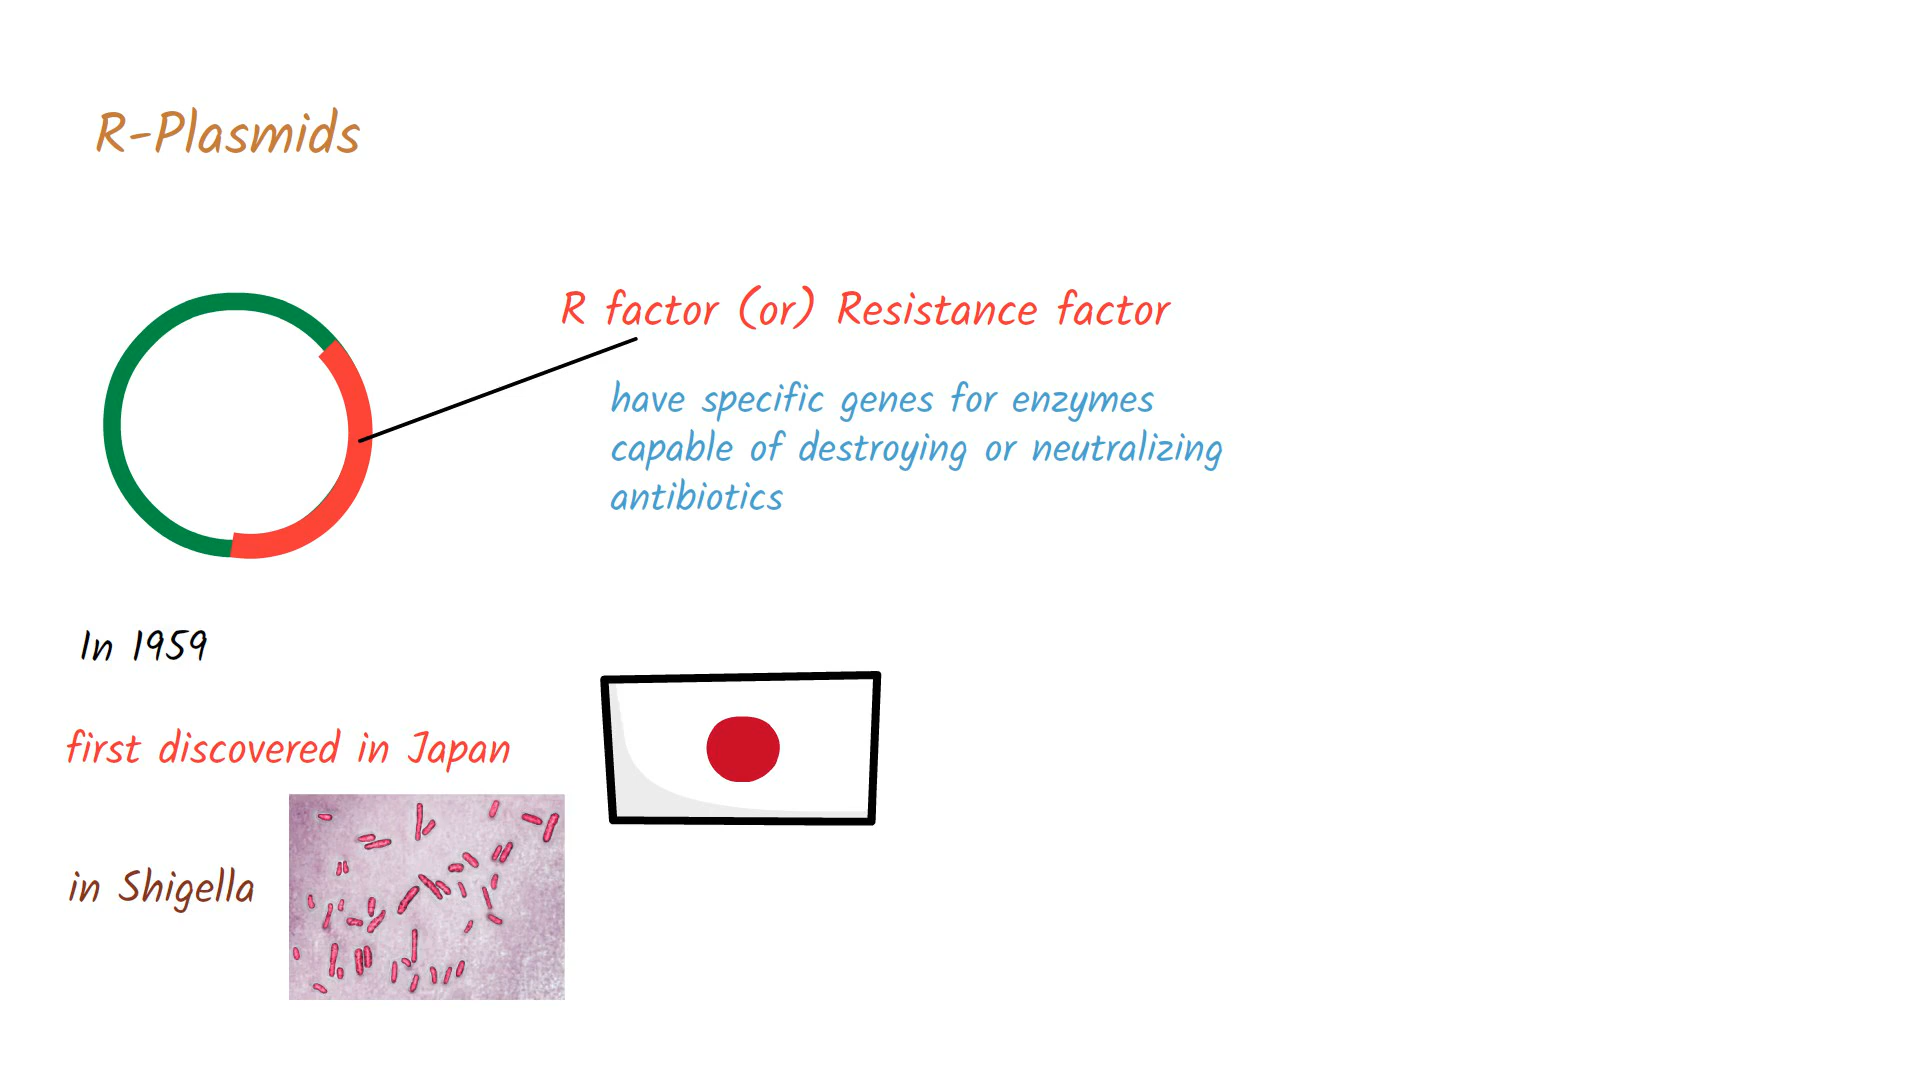 R-Plasmids
R factor (or) Resistance factor
have specific genes for enzymes
capable of destroying or neutralizing
antibiotics
In 1959
first discovered in Japan
in Shigella